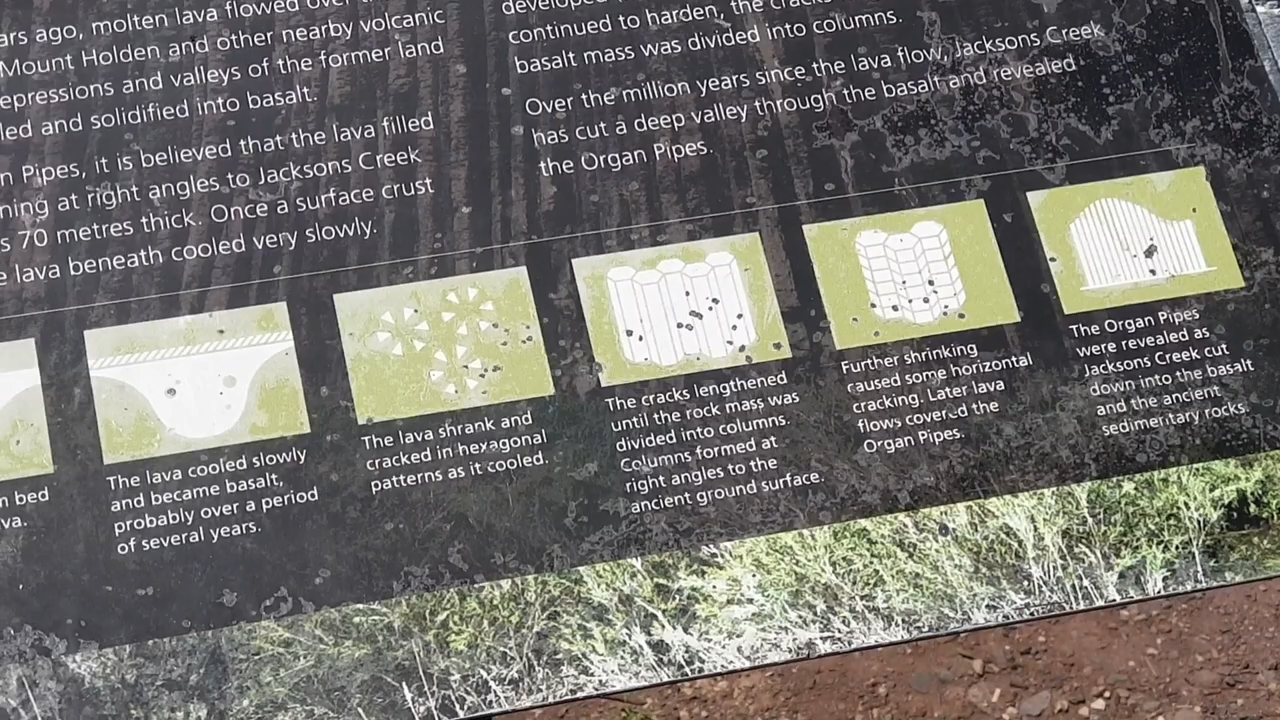 ars ago, molten lava flowed over
Mount Holden and other nearby volcanic
epressions and valleys of the former land
led and solidified into basalt.
n Pipes, it is believed that the lava filled
ning at right angles to Jacksons Creek
s 70 metres thick. Once a surface crust
e lava beneath cooled very slowly.
developed
continued to harden, the cracks
basalt mass was divided into columns.
Over the million years since the lava flow, Jacksons Creek
has cut a deep valley through the basalt and revealed
the Organ Pipes.
n bed
va.
The lava cooled slowly
and became basalt,
probably over a period
of several years.
The lava shrank and
cracked in hexagonal
patterns as it cooled.
The cracks lengthened
until the rock mass was
divided into columns.
Columns formed at
right angles to the
ancient ground surface.
Further shrinking
caused some horizontal
cracking. Later lava
flows covered the
Organ Pipes.
The Organ Pipes
were revealed as
Jacksons Creek cut
down into the basalt
and the ancient
sedimentary rocks.